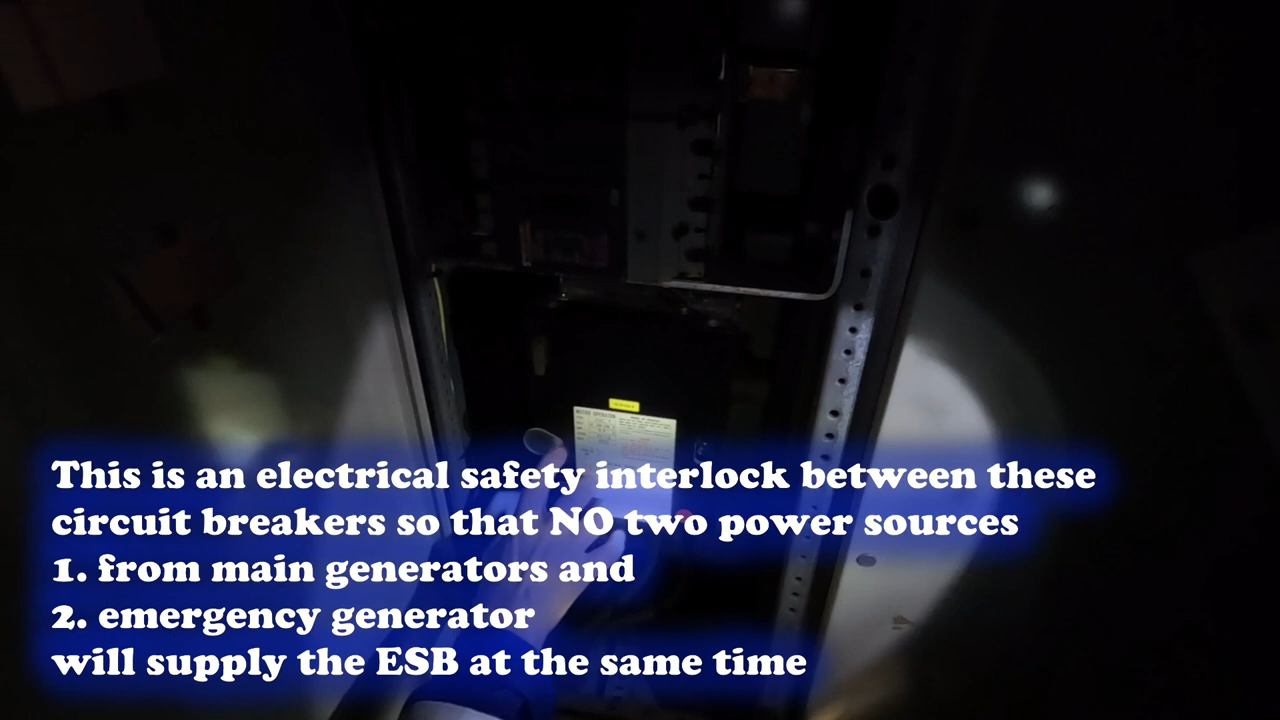 MOTOR OPERATOR
This is an electrical safety interlock between these
circuit breakers so that NO two power sources
1. from main generators and
2. emergency generator
will supply the ESB at the same time